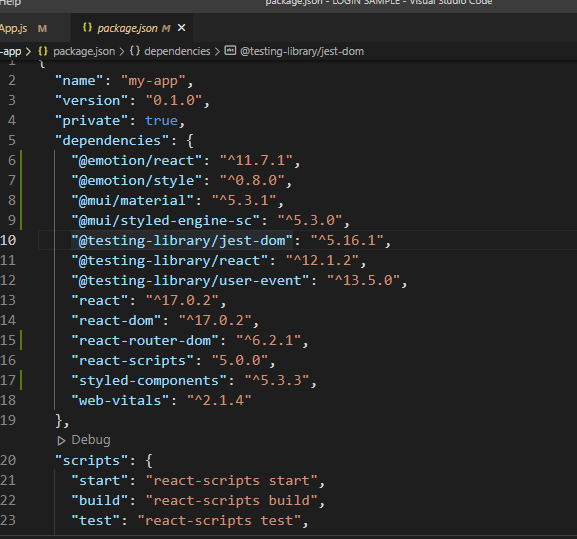 Help
package.json - LOGIN SAMPLE - Visual Studio Code
App.js M {} package.json M ×
-app > {} package.json > {} dependencies > @testing-library/jest-dom
1 {
2 "name": "my-app",
3 "version": "0.1.0",
4 "private": true,
5 "dependencies": {
6 "@emotion/react": "^11.7.1",
7 "@emotion/style": "^0.8.0",
8 "@mui/material": "^5.3.1",
9 "@mui/styled-engine-sc": "^5.3.0",
10 "@testing-library/jest-dom": "^5.16.1",
11 "@testing-library/react": "^12.1.2",
12 "@testing-library/user-event": "^13.5.0",
13 "react": "^17.0.2",
14 "react-dom": "^17.0.2",
15 "react-router-dom": "^6.2.1",
16 "react-scripts": "5.0.0",
17 "styled-components": "^5.3.3",
18 "web-vitals": "^2.1.4"
19 },
Debug
20 "scripts": {
21 "start": "react-scripts start",
22 "build": "react-scripts build",
23 "test": "react-scripts test",